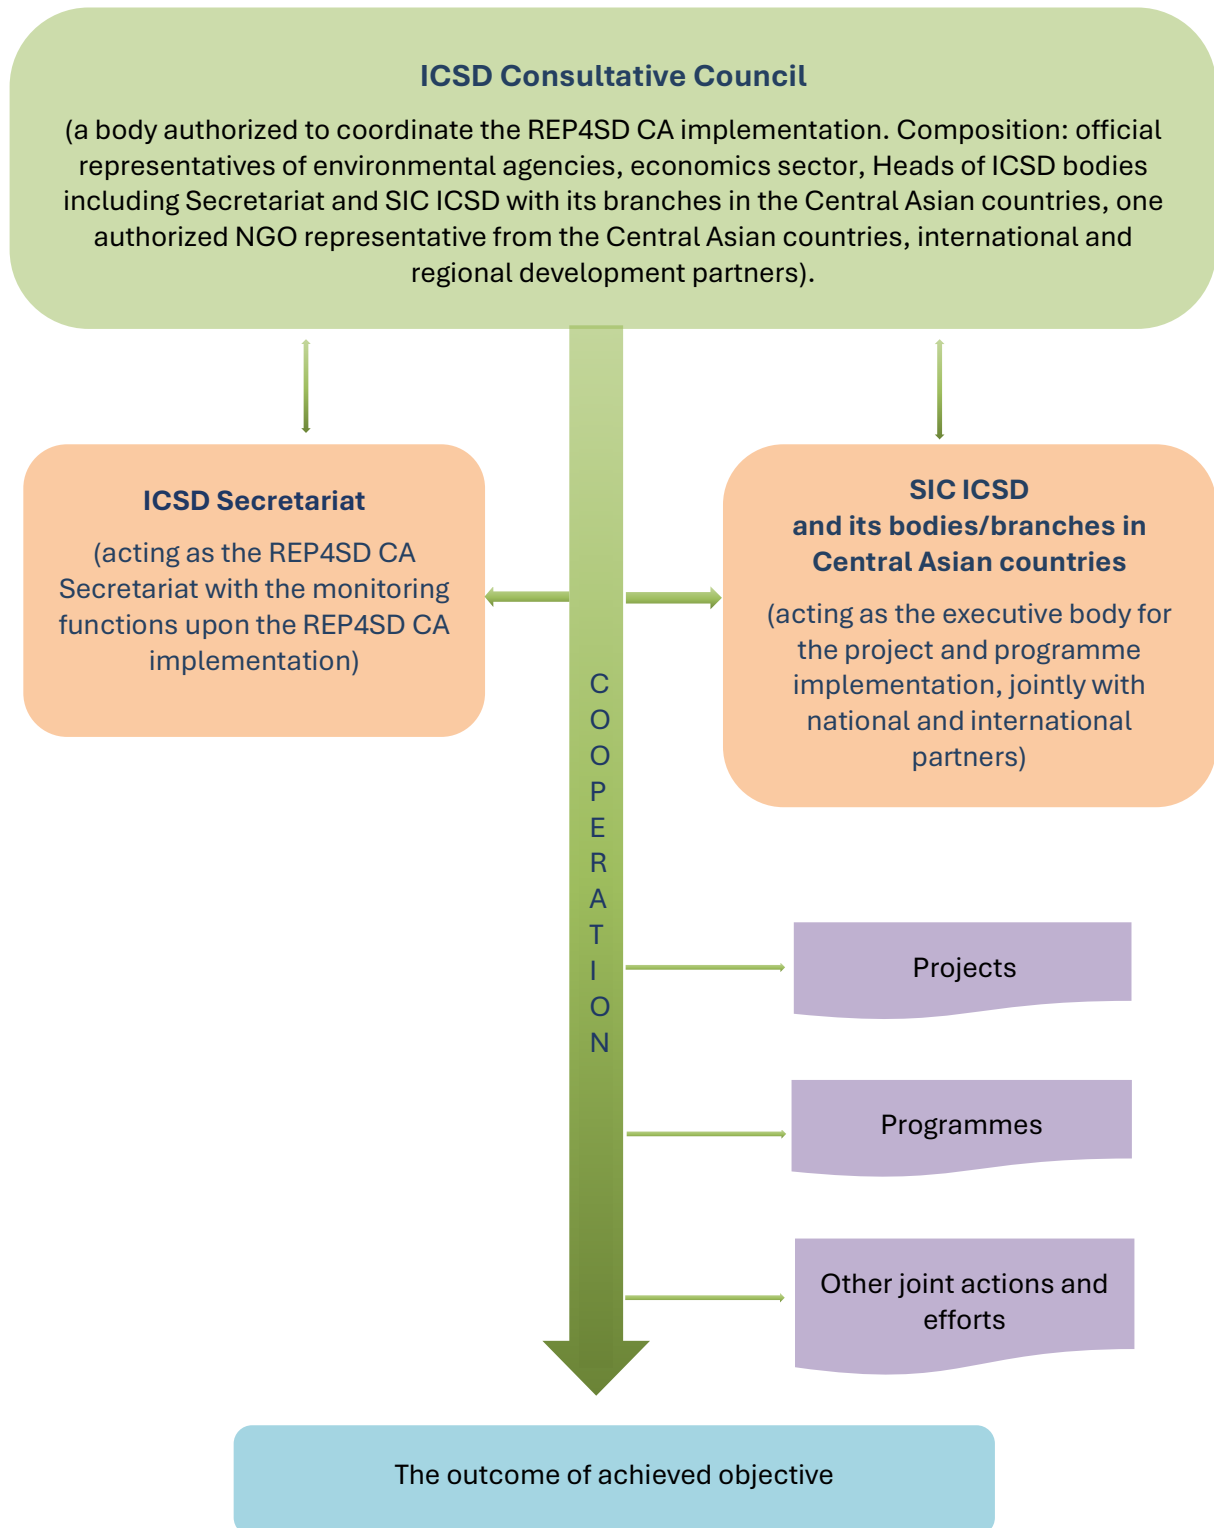 ICSD Consultative Council
(a body authorized to coordinate the REP4SD CA implementation. Composition: official
representatives of environmental agencies, economics sector, Heads of ICSD bodies
including Secretariat and SIC ICSD with its branches in the Central Asian countries, one
authorized NGO representative from the Central Asian countries, international and
regional development partners).
ICSD Secretariat
(acting as the REP4SD CA
Secretariat with the monitoring
functions upon the REP4SD CA
implementation)
SIC ICSD
and its bodies/branches in
Central Asian countries
(acting as the executive body for
the project and programme
implementation, jointly with
national and international
partners)
C
O
O
P
E
R
A
T
I
O
N
Projects
Programmes
Other joint actions and
efforts
The outcome of achieved objective